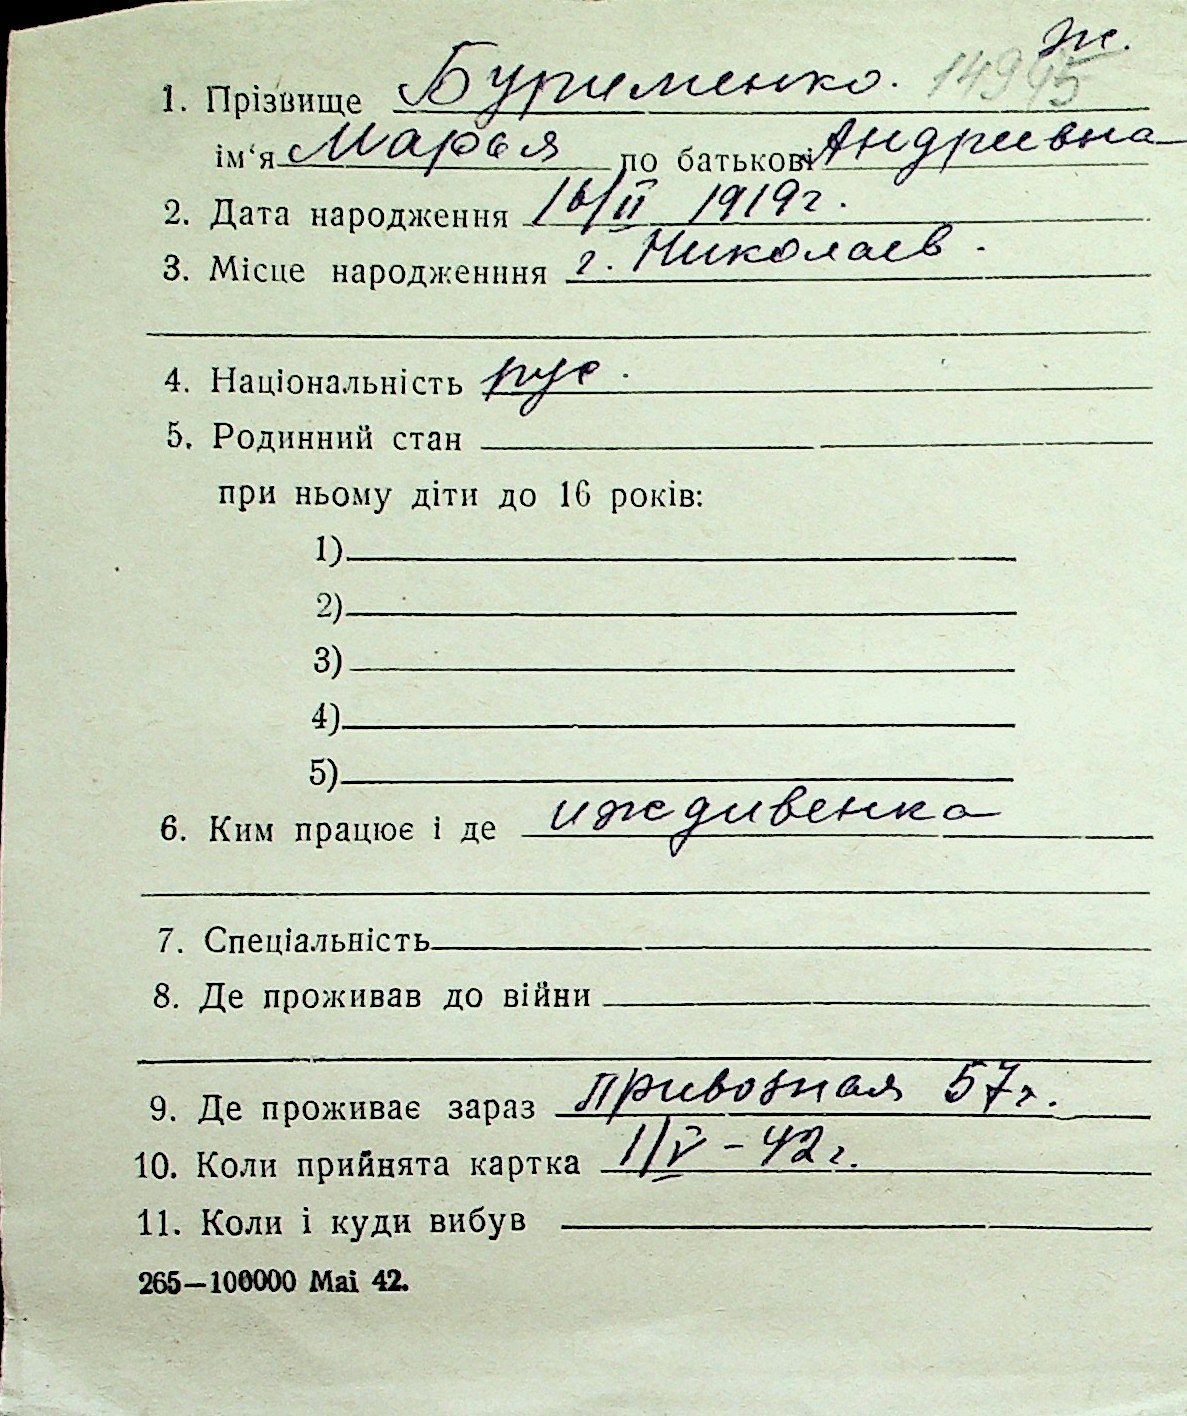 ж.
1. Прізвище Бурименко. 14995
ім‘я Марья по батькові Андреевна
2. Дата народження 16/II 1919г.
3. Місце народженння г. Николаев.
4. Національність рус.
5. Родинний стан
при ньому діти до 16 років:
1)
2)
3)
4)
5)
6. Ким працює і де иждивенка
7. Спеціальність
8. Де проживав до війни
9. Де проживає зараз Привозная 57г.
10. Коли прийнята картка 1/V – 42г.
11. Коли і куди вибув
265—100000 Mai 42.